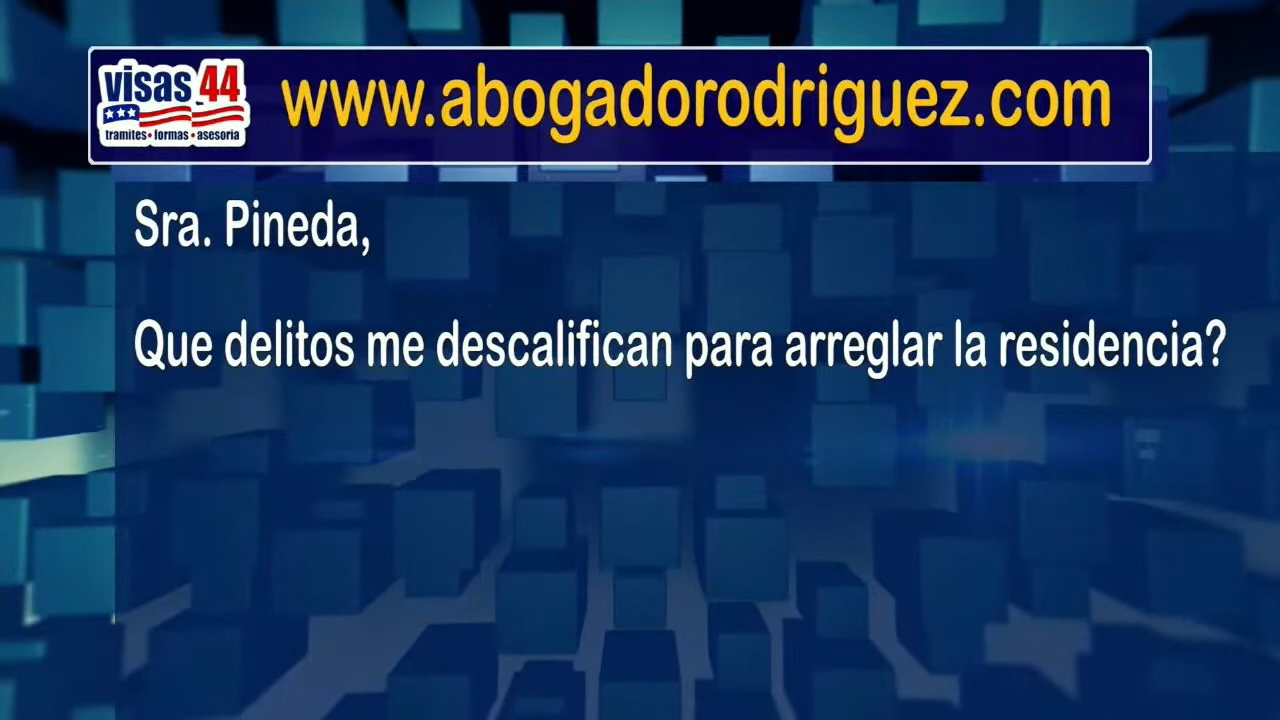 visas 44
tramites • formas • asesoria
www.abogadorodriguez.com
Sra. Pineda,
Que delitos me descalifican para arreglar la residencia?